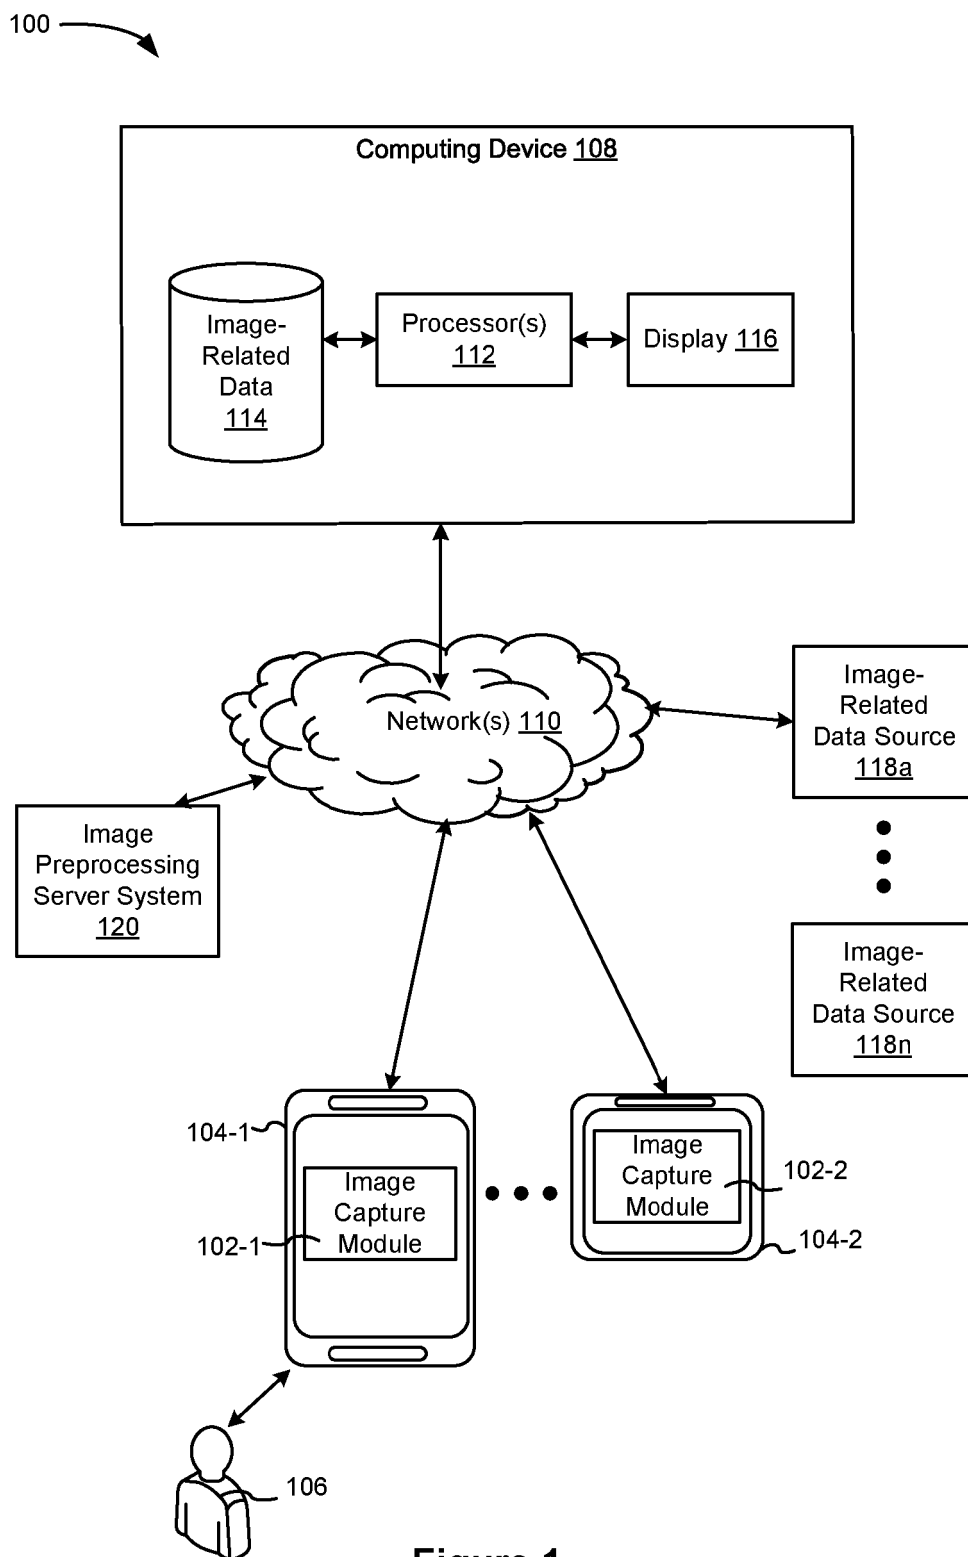 100
Computing Device 108
Image-
Related
Data
114
Processor(s)
112
Display 116
Network(s) 110
Image-
Related
Data Source
118a
Image
Preprocessing
Server System
120
Image-
Related
Data Source
118n
104-1
Image
Capture
Module
102-1
Image
Capture
Module
102-2
104-2
106
Figure 1